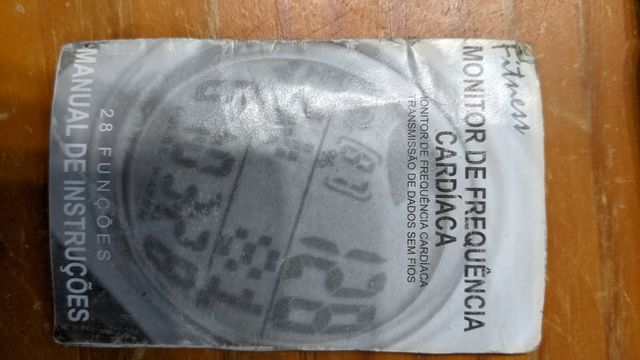 Fitness
MONITOR DE FREQUÊNCIA
CARDÍACA
MONITOR DE FREQUÊNCIA CARDÍACA
TRANSMISSÃO DE DADOS SEM FIOS
128
28 FUNÇÕES
MANUAL DE INSTRUÇÕES